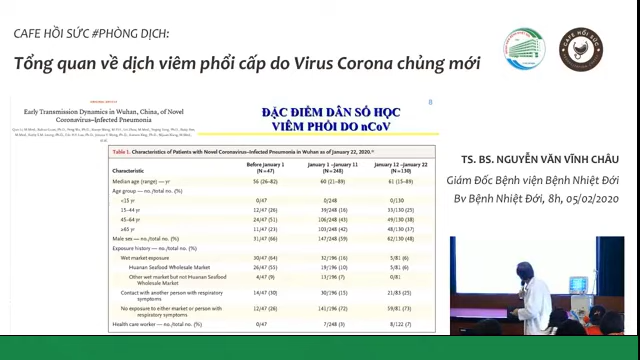 CAFE HỒI SỨC #PHÒNG DỊCH:
Tổng quan về dịch viêm phổi cấp do Virus Corona chủng mới
CAFE HỒI SỨC
8
Early Transmission Dynamics in Wuhan, China, of Novel
Coronavirus–Infected Pneumonia
ĐẶC ĐIỂM DÂN SỐ HỌC
VIÊM PHỔI DO nCoV
Table 1. Characteristics of Patients with Novel Coronavirus–Infected Pneumonia in Wuhan as of January 22, 2020.*
Characteristic Before January 1 (N=47) January 1–January 11 (N=248) January 12–January 22 (N=130)
Median age (range) — yr 56 (26–82) 60 (21–89) 61 (15–89)
Age group — no./total no. (%)
<15 yr 0/47 0/248 0/130
15–44 yr 12/47 (26) 39/248 (16) 33/130 (25)
45–64 yr 24/47 (51) 106/248 (43) 49/130 (38)
≥65 yr 11/47 (23) 103/248 (42) 48/130 (37)
Male sex — no./total no. (%) 31/47 (66) 147/248 (59) 62/130 (48)
Exposure history — no./total no. (%)
Wet market exposure 30/47 (64) 32/196 (16) 5/81 (6)
Huanan Seafood Wholesale Market 26/47 (55) 19/196 (10) 5/81 (6)
Other wet market but not Huanan Seafood Wholesale Market 4/47 (9) 13/196 (7) 0/81
Contact with another person with respiratory symptoms 14/47 (30) 30/196 (15) 21/83 (25)
No exposure to either market or person with respiratory symptoms 12/47 (26) 141/196 (72) 59/81 (73)
Health care worker — no./total no. (%) 0/47 7/248 (3) 8/122 (7)
TS. BS. NGUYỄN VĂN VĨNH CHÂU
Giám Đốc Bệnh viện Bệnh Nhiệt Đới
Bv Bệnh Nhiệt Đới, 8h, 05/02/2020